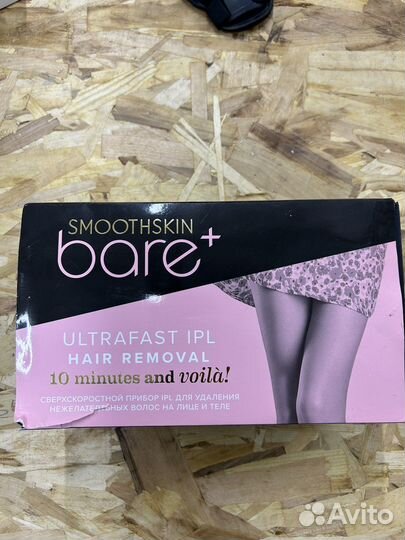 SMOOTHSKIN
bare+
ULTRAFAST IPL
HAIR REMOVAL
10 minutes and voilà!
СВЕРХСКОРОСТНОЙ ПРИБОР IPL ДЛЯ УДАЛЕНИЯ
НЕЖЕЛАТЕЛЬНЫХ ВОЛОС НА ЛИЦЕ И ТЕЛЕ
Avito